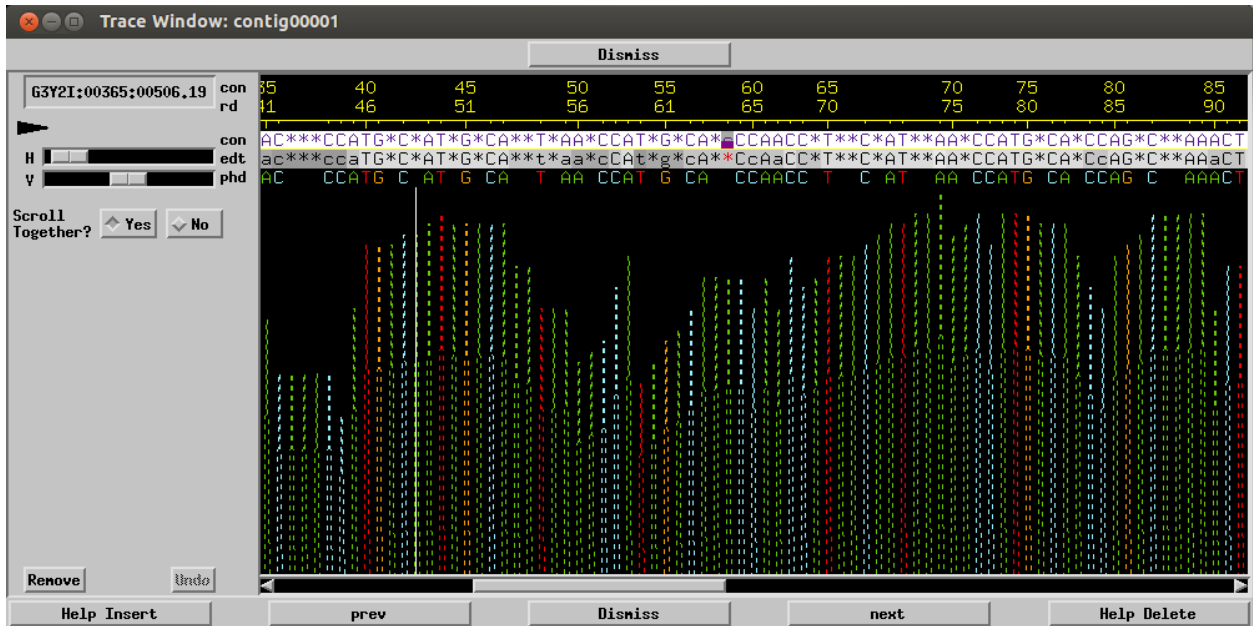 Trace Window: contig00001
Dismiss
G3Y2I:00365:00506.19
con 35 40 45 50 55 60 65 70 75 80 85
rd 41 46 51 56 61 65 70 75 80 85 90
con AC***CCATG*C*AT*G*CA**T*AA*CCAT*G*CA* CCAACC*T**C*AT**AA*CCATG*CA*CCAG*C**AAACT
H edt ac***ccaTG*C*AT*G*CA**t*aa*cCAt*g*cA**CCAaCC*T**C*AT**AA*CCATG*CA*CcAG*C**AAaCT
V phd AC CCATG C AT G CA T AA CCAT G CA CCAACC T C AT AA CCATG CA CCAG C AAACT
Scroll
Together? Yes No
Remove Undo
Help Insert prev Dismiss next Help Delete